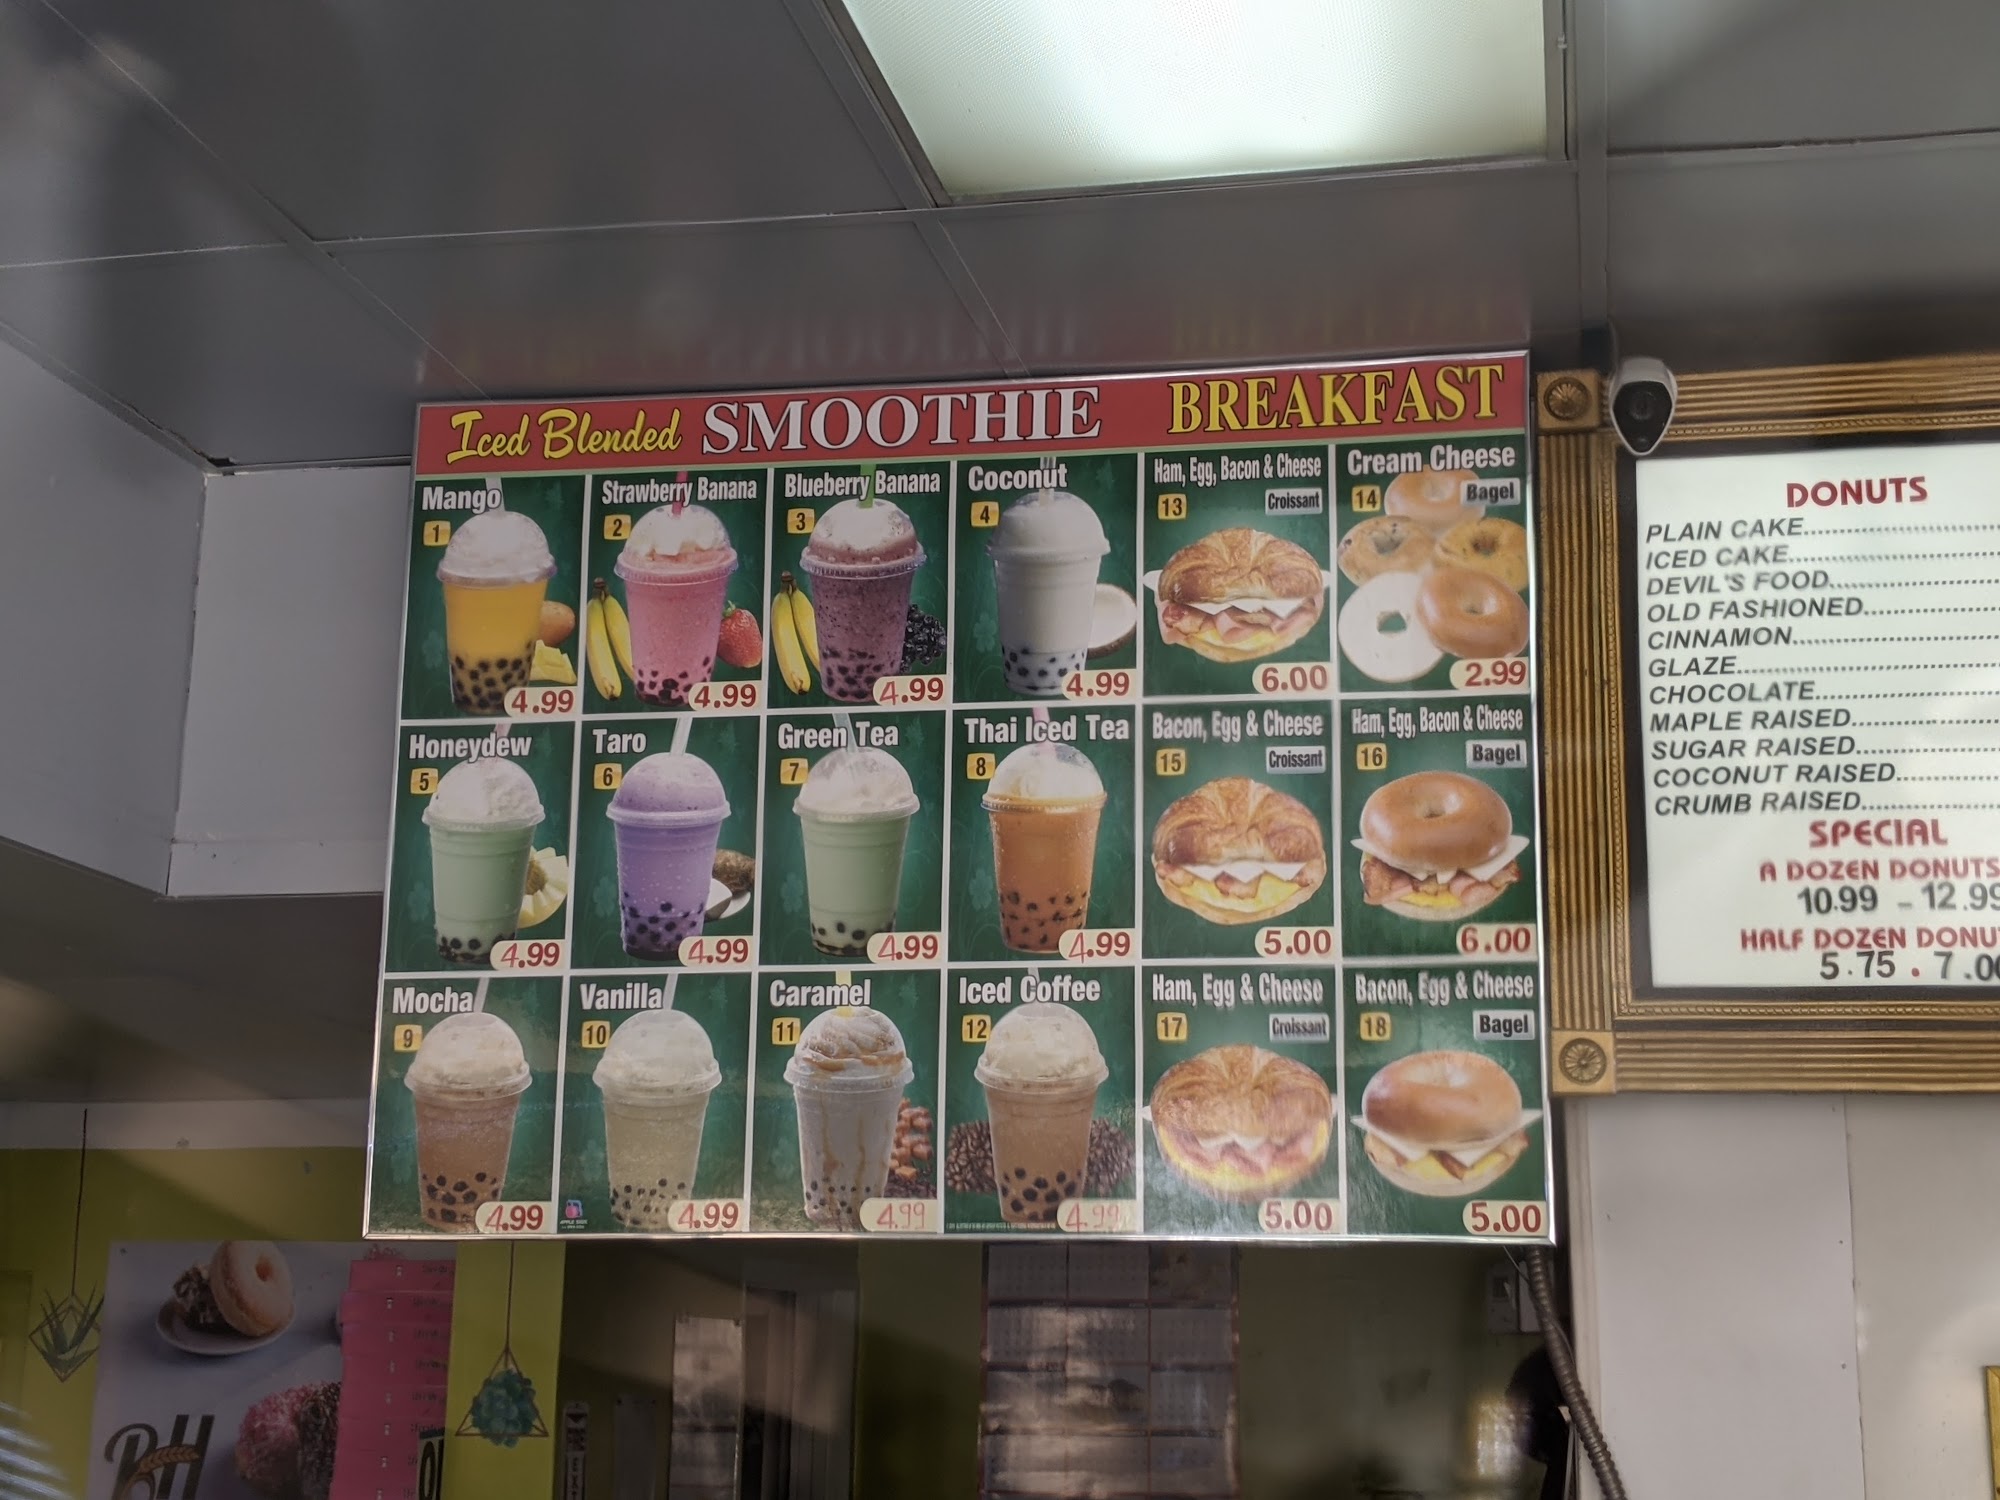 Iced Blended SMOOTHIE BREAKFAST
Mango
1
4.99
Strawberry Banana
2
4.99
Blueberry Banana
3
4.99
Coconut
4
4.99
Ham, Egg, Bacon & Cheese
13 Croissant
6.00
Cream Cheese
14 Bagel
2.99
Honeydew
5
4.99
Taro
6
4.99
Green Tea
7
4.99
Thai Iced Tea
8
4.99
Bacon, Egg & Cheese
15 Croissant
5.00
Ham, Egg, Bacon & Cheese
16 Bagel
6.00
Mocha
9
4.99
Vanilla
10
4.99
Caramel
11
4.99
Iced Coffee
12
4.99
Ham, Egg & Cheese
17 Croissant
5.00
Bacon, Egg & Cheese
18 Bagel
5.00
DONUTS
PLAIN CAKE
ICED CAKE
DEVIL'S FOOD
OLD FASHIONED
CINNAMON
GLAZE
CHOCOLATE
MAPLE RAISED
SUGAR RAISED
COCONUT RAISED
CRUMB RAISED
SPECIAL
A DOZEN DONUTS
10.99 - 12.99
HALF DOZEN DONU
5.75 . 7.00
BH